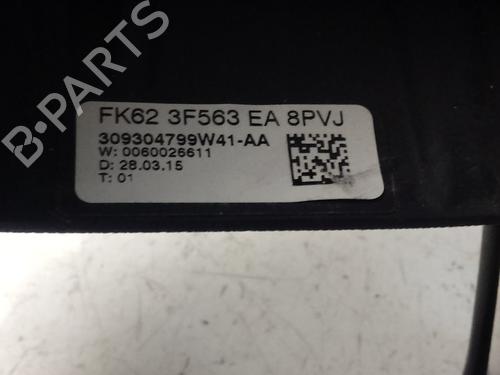 B-PARTS
FK62 3F563 EA 8PVJ
309304799W41-AA
W: 0060026611
D: 28.03.15
T: 01